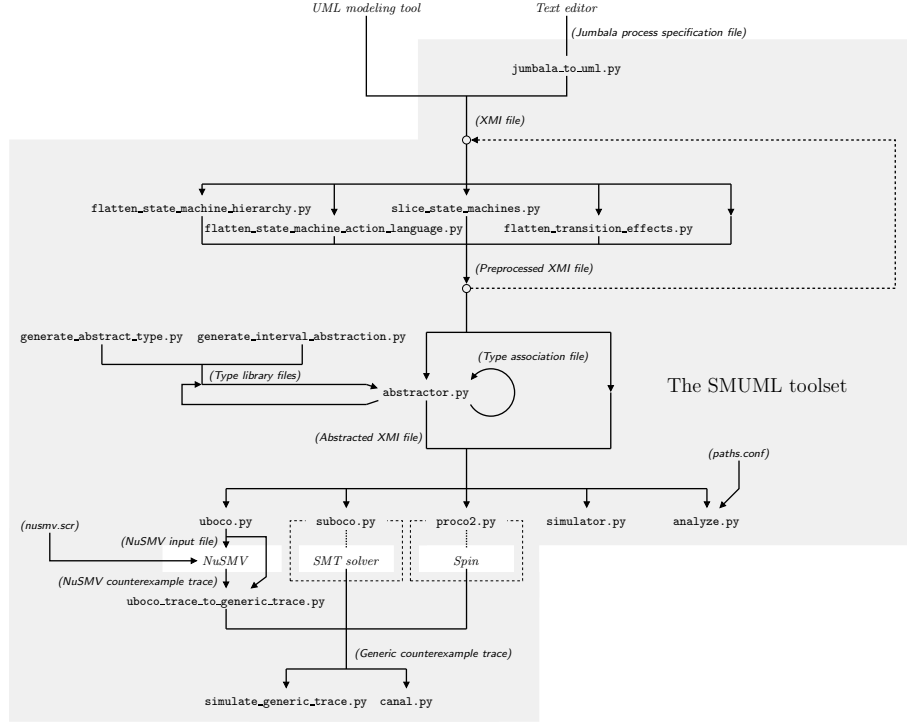 UML modeling tool
Text editor
(Jumbala process specification file)
jumbala_to_uml.py
(XMI file)
flatten_state_machine_hierarchy.py
slice_state_machines.py
flatten_state_machine_action_language.py
flatten_transition_effects.py
(Preprocessed XMI file)
generate_abstract_type.py
generate_interval_abstraction.py
(Type association file)
(Type library files)
abstractor.py
The SMUML toolset
(Abstracted XMI file)
(paths.conf)
uboco.py
suboco.py
proco2.py
simulator.py
analyze.py
(nusmv.scr)
(NuSMV input file)
NuSMV
SMT solver
Spin
(NuSMV counterexample trace)
uboco_trace_to_generic_trace.py
(Generic counterexample trace)
simulate_generic_trace.py
canal.py